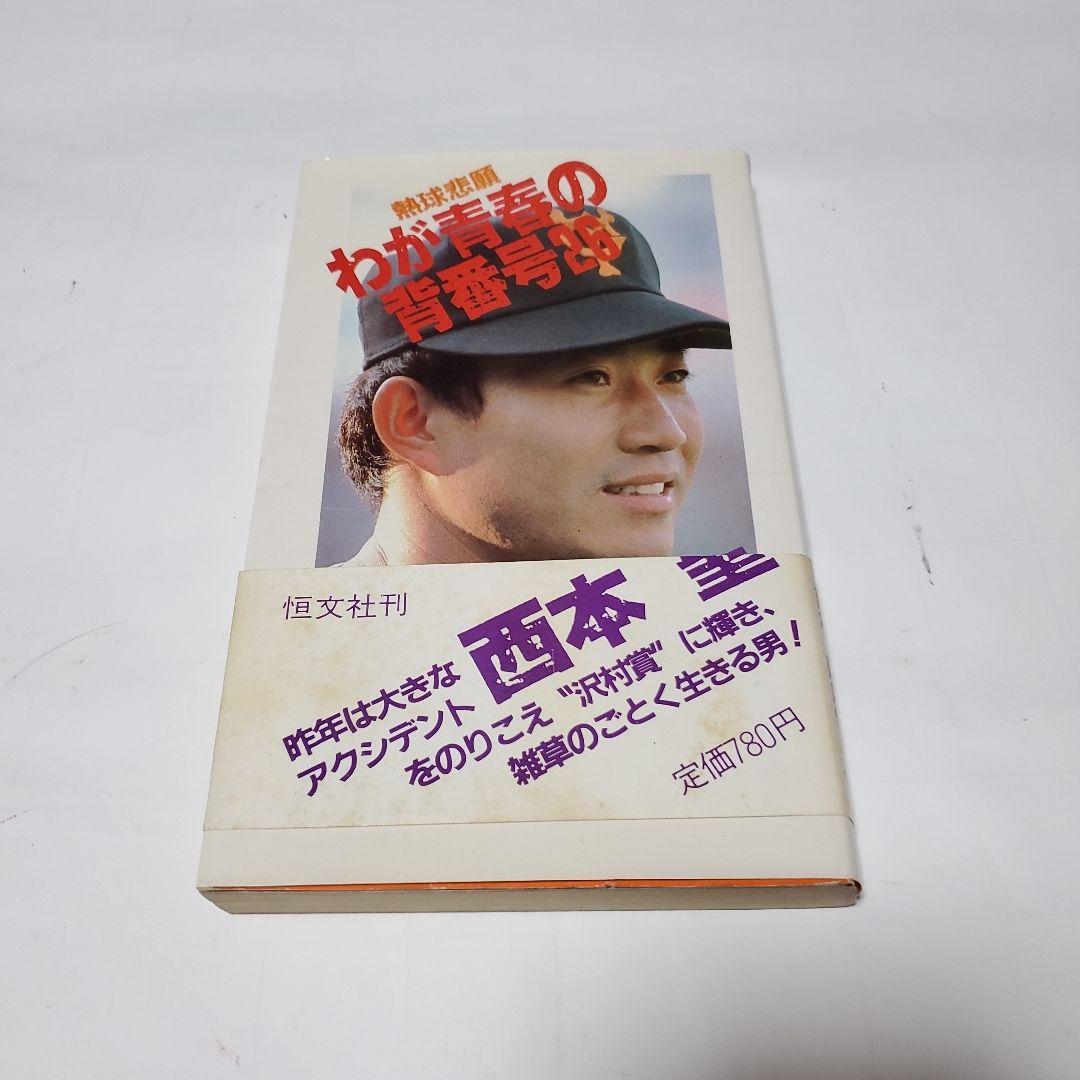 熱球悲願
わが青春の
背番号26
恒文社刊
西本 聖
昨年は大きな
アクシデント
をのりこえ“沢村賞”に輝き、
雑草のごとく生きる男!
定価780円